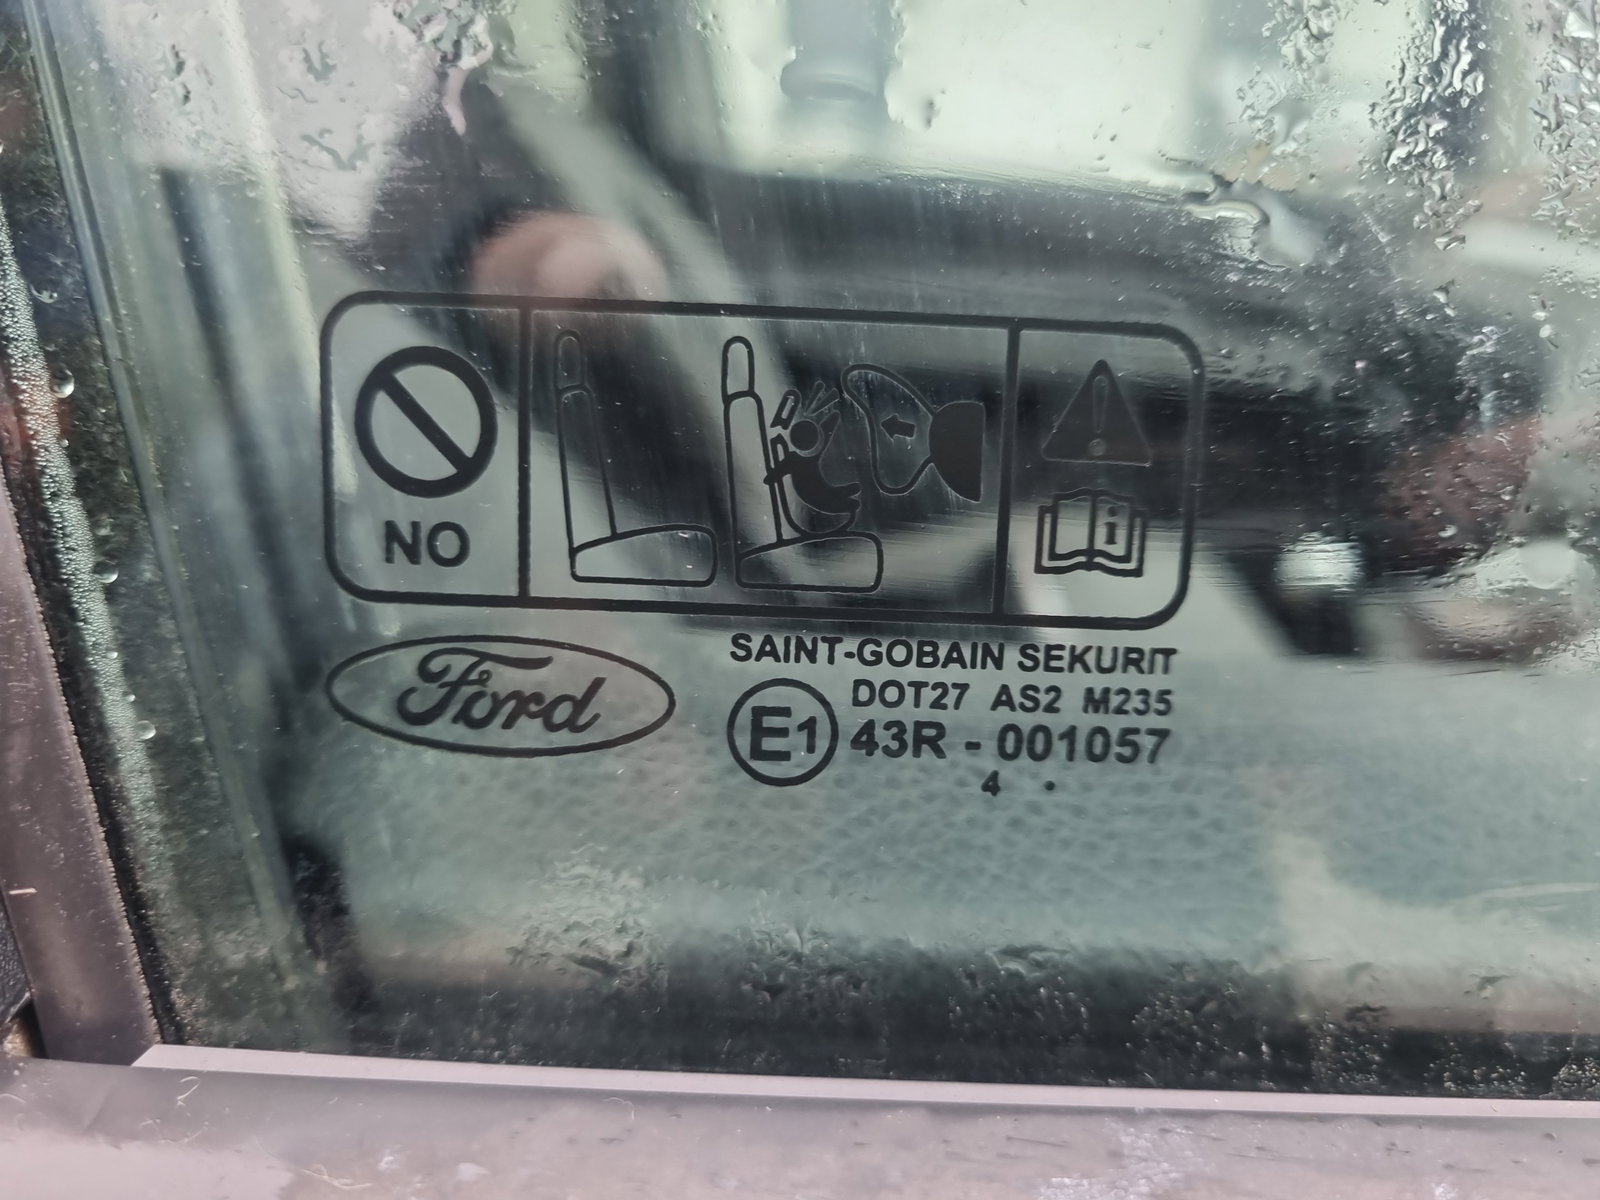 NO
i
Ford
SAINT-GOBAIN SEKURIT
DOT27 AS2 M235
E1 43R - 001057
4 .